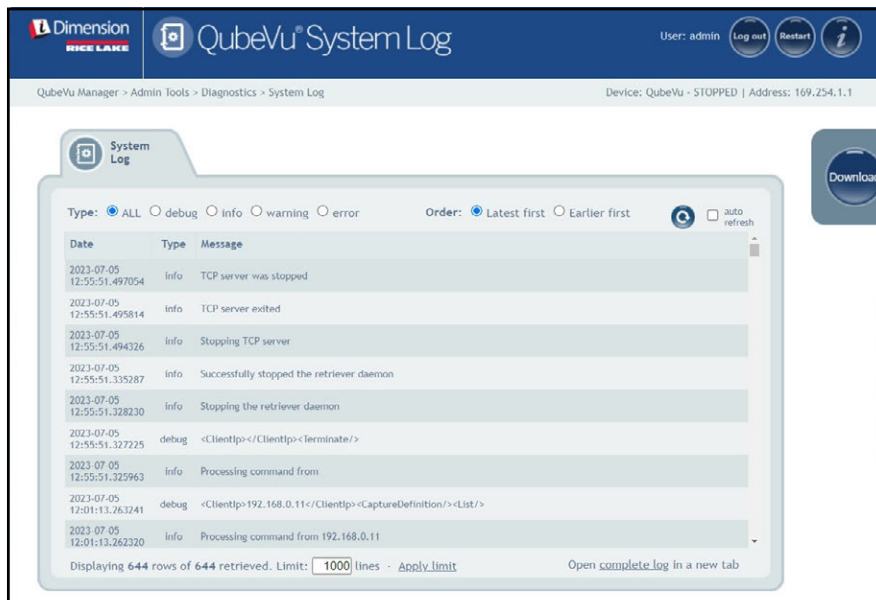 iDimension
RICE LAKE
QubeVu® System Log
User: admin
Log out
Restart
i
QubeVu Manager > Admin Tools > Diagnostics > System Log
Device: QubeVu - STOPPED | Address: 169.254.1.1
System
Log
Download
Type: ALL debug info warning error
Order: Latest first Earlier first
auto
refresh
Date Type Message
2023-07-05
12:55:51.497054 info TCP server was stopped
2023-07-05
12:55:51.495814 info TCP server exited
2023-07-05
12:55:51.494326 info Stopping TCP server
2023-07-05
12:55:51.335287 info Successfully stopped the retriever daemon
2023-07-05
12:55:51.328230 info Stopping the retriever daemon
2023-07-05
12:55:51.327225 debug <ClientIp></ClientIp><Terminate/>
2023-07-05
12:55:51.325963 info Processing command from
2023-07-05
12:01:13.263241 debug <ClientIp>192.168.0.11</ClientIp><CaptureDefinition/><List/>
2023-07-05
12:01:13.262320 info Processing command from 192.168.0.11
Displaying 644 rows of 644 retrieved. Limit: 1000 lines - Apply limit
Open complete log in a new tab